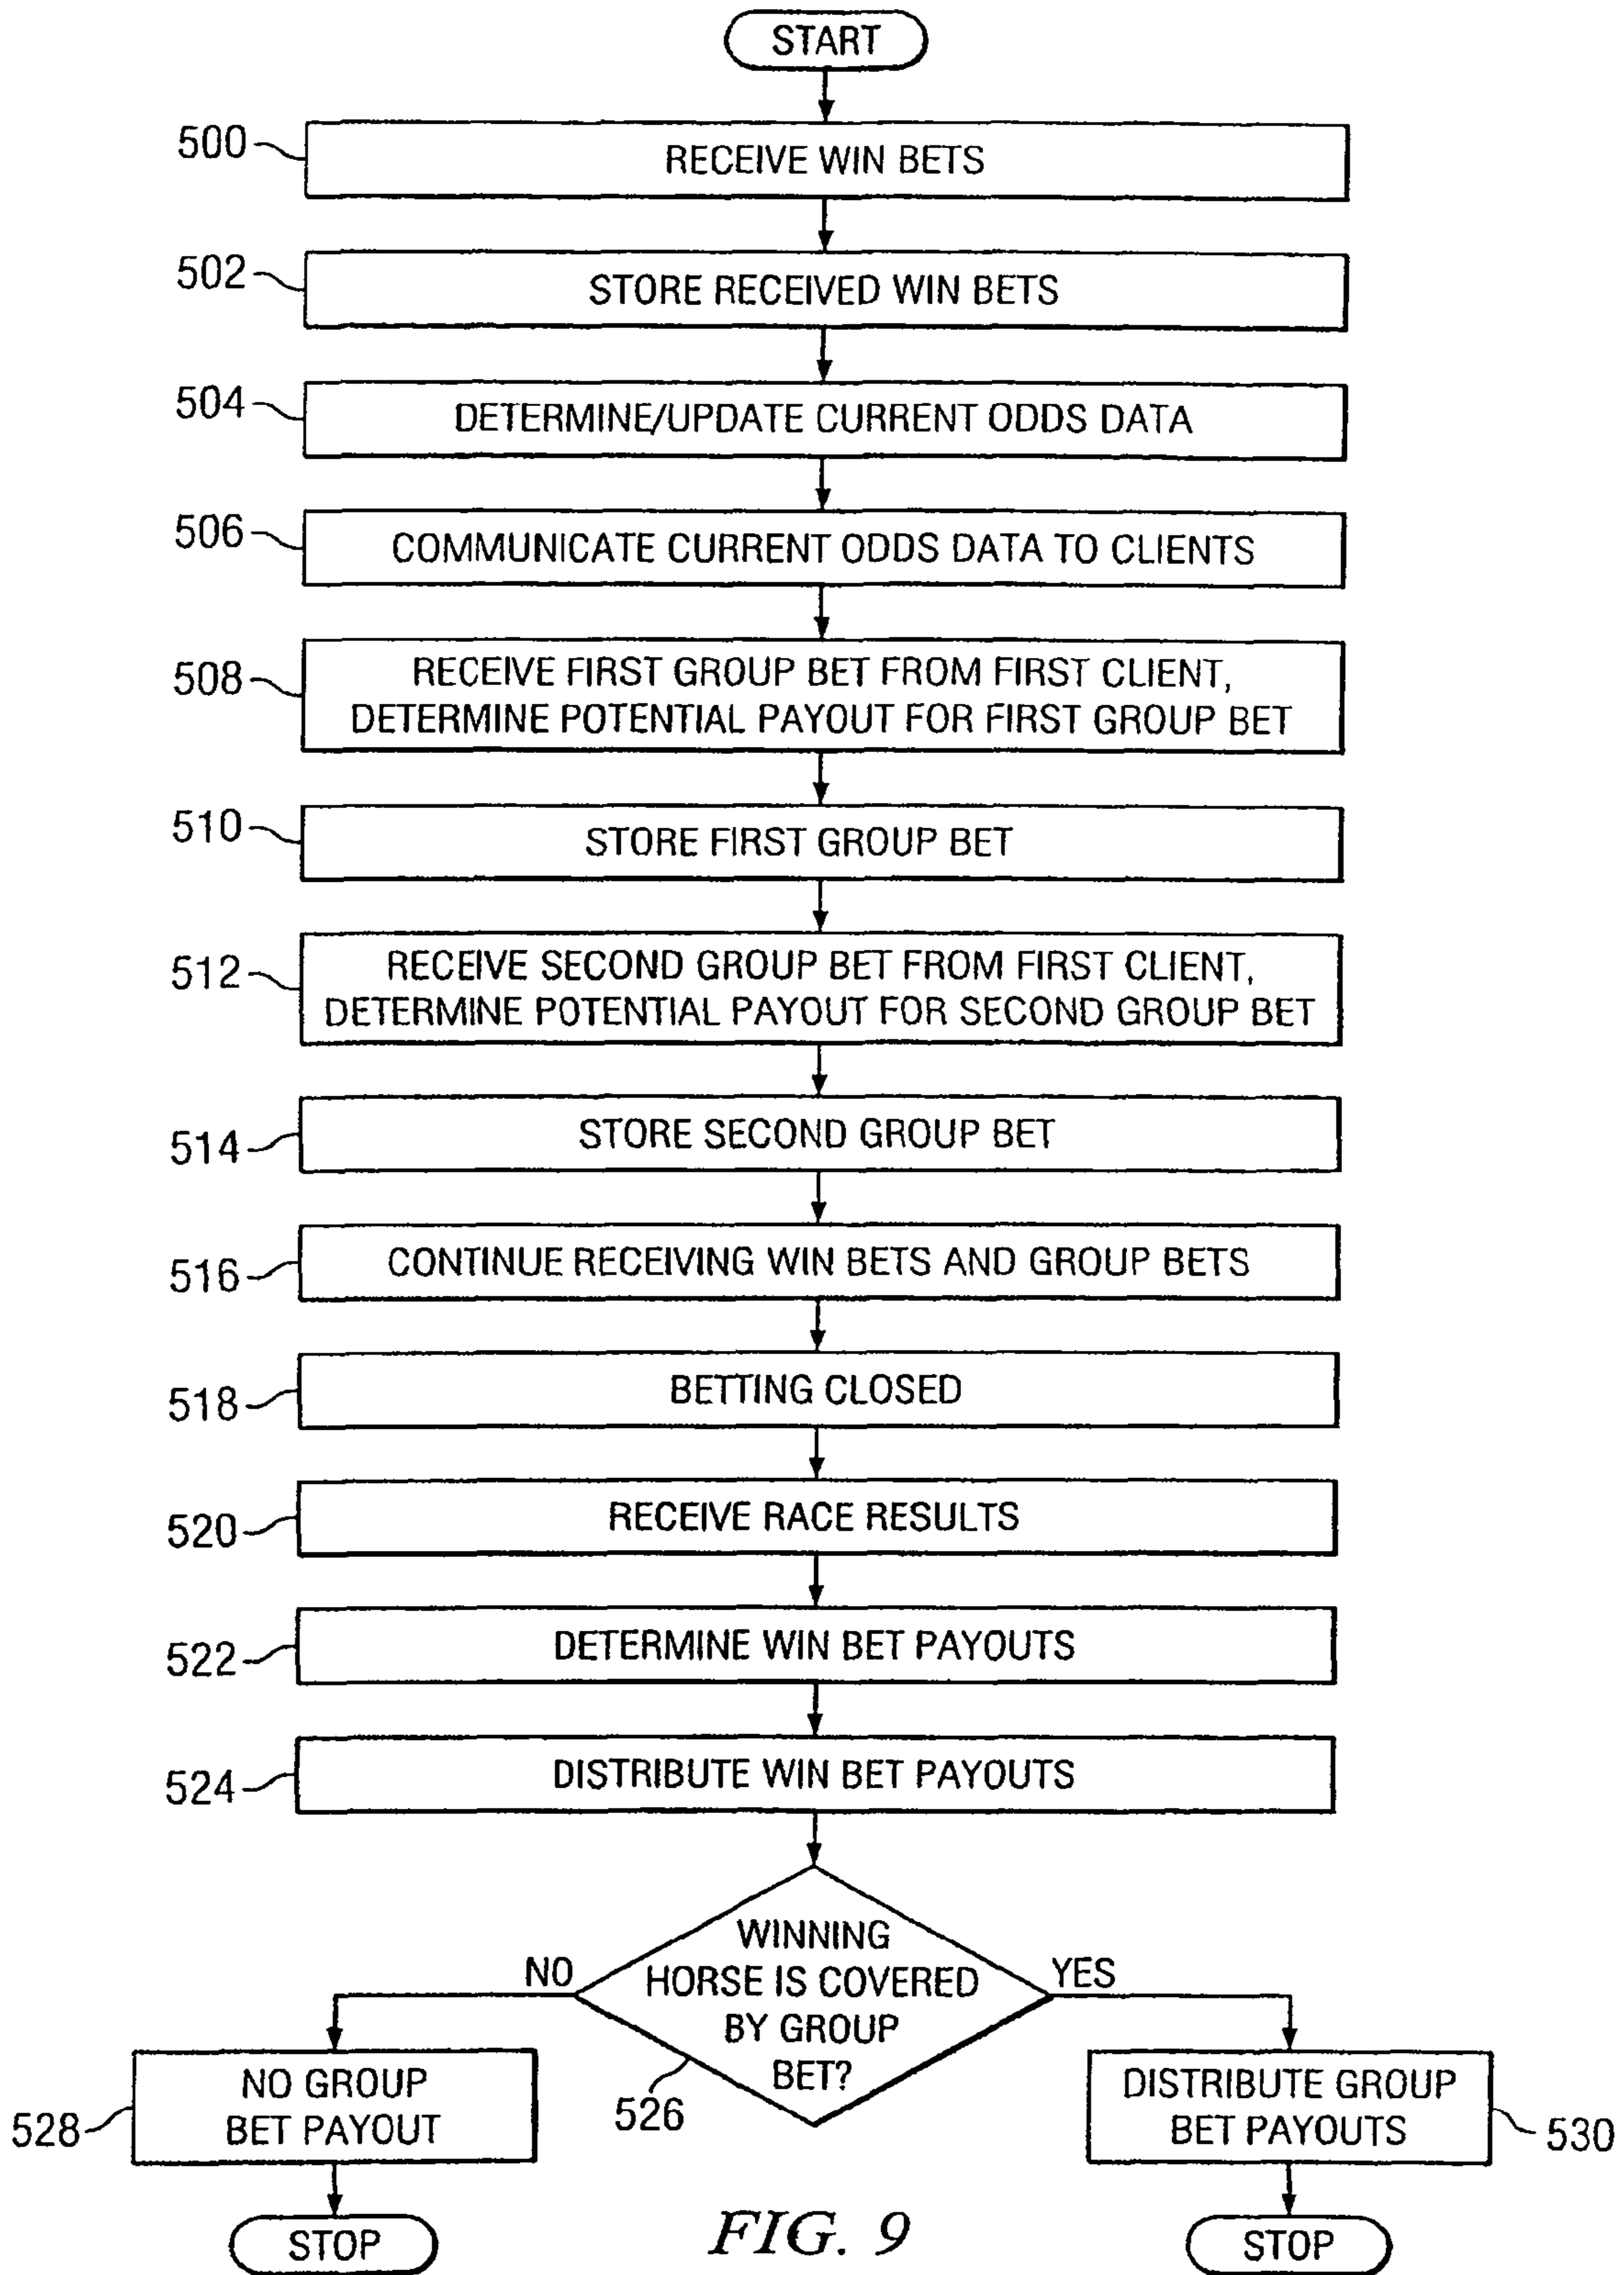 START
500
RECEIVE WIN BETS
502
STORE RECEIVED WIN BETS
504
DETERMINE/UPDATE CURRENT ODDS DATA
506
COMMUNICATE CURRENT ODDS DATA TO CLIENTS
508
RECEIVE FIRST GROUP BET FROM FIRST CLIENT,
DETERMINE POTENTIAL PAYOUT FOR FIRST GROUP BET
510
STORE FIRST GROUP BET
512
RECEIVE SECOND GROUP BET FROM FIRST CLIENT,
DETERMINE POTENTIAL PAYOUT FOR SECOND GROUP BET
514
STORE SECOND GROUP BET
516
CONTINUE RECEIVING WIN BETS AND GROUP BETS
518
BETTING CLOSED
520
RECEIVE RACE RESULTS
522
DETERMINE WIN BET PAYOUTS
524
DISTRIBUTE WIN BET PAYOUTS
WINNING
HORSE IS COVERED
BY GROUP
BET?
526
NO
YES
NO GROUP
BET PAYOUT
528
DISTRIBUTE GROUP
BET PAYOUTS
530
STOP
STOP
FIG. 9